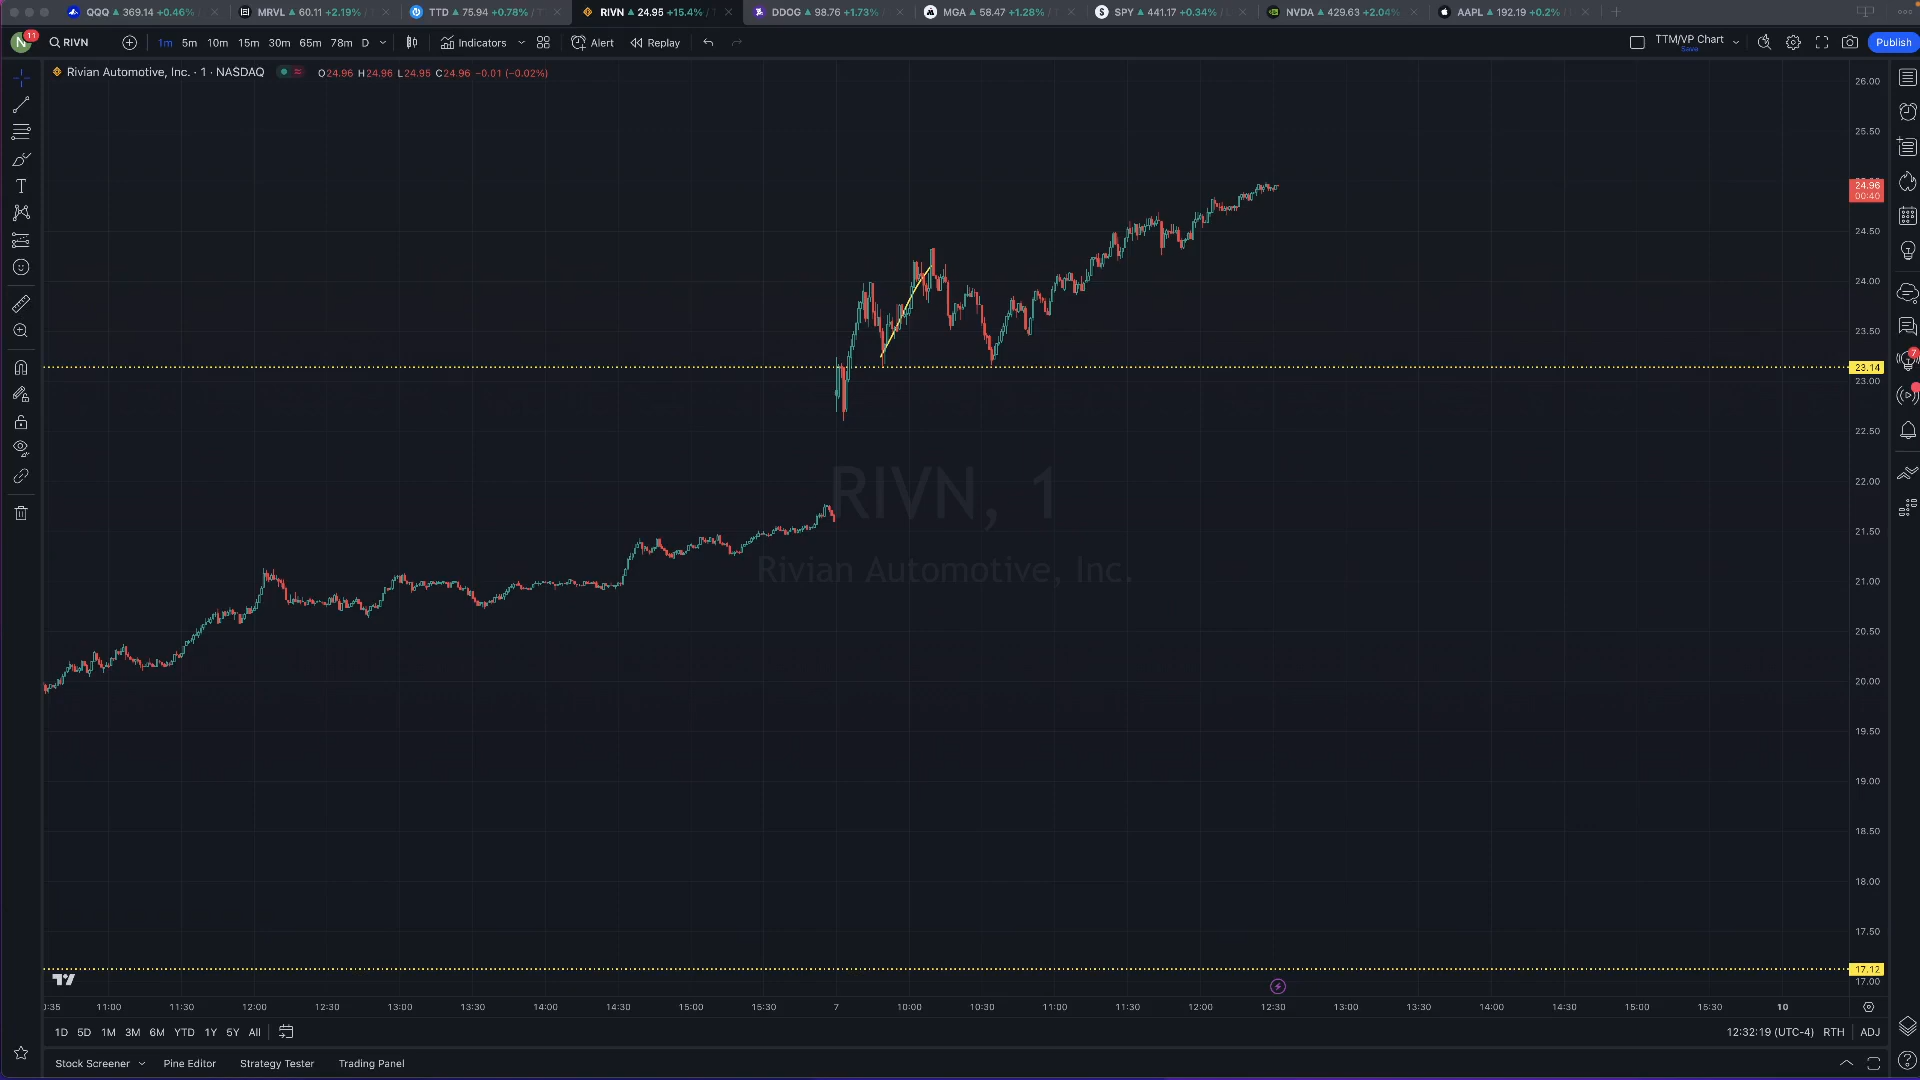 QQQ ▲ 369.14 +0.46% /
MRVL ▲ 60.11 +2.19% /
TTD ▲ 75.94 +0.78% / T
RIVN ▲ 24.95 +15.4% / T
DDOG ▲ 98.76 +1.73% /
MGA ▲ 58.47 +1.28% / T
SPY ▲ 441.17 +0.34% / U
NVDA ▲ 429.63 +2.04% /
AAPL ▲ 192.19 +0.2% /
N 11 RIVN 1m 5m 10m 15m 30m 65m 78m D Indicators Alert Replay TTM/VP Chart Publish
Save
Rivian Automotive, Inc. · 1 · NASDAQ O24.96 H24.96 L24.95 C24.96 −0.01 (−0.02%)
26.00
25.50
24.96
00:40
24.50
24.00
23.50
7
23.14
23.00
22.50
RIVN, 1
Rivian Automotive, Inc.
22.00
21.50
21.00
20.50
20.00
19.50
19.00
18.50
18.00
17.50
17.12
17.00
):35 11:00 11:30 12:00 12:30 13:00 13:30 14:00 14:30 15:00 15:30 7 10:00 10:30 11:00 11:30 12:00 12:30 13:00 13:30 14:00 14:30 15:00 15:30 10
1D 5D 1M 3M 6M YTD 1Y 5Y All 12:32:19 (UTC-4) RTH ADJ
Stock Screener Pine Editor Strategy Tester Trading Panel